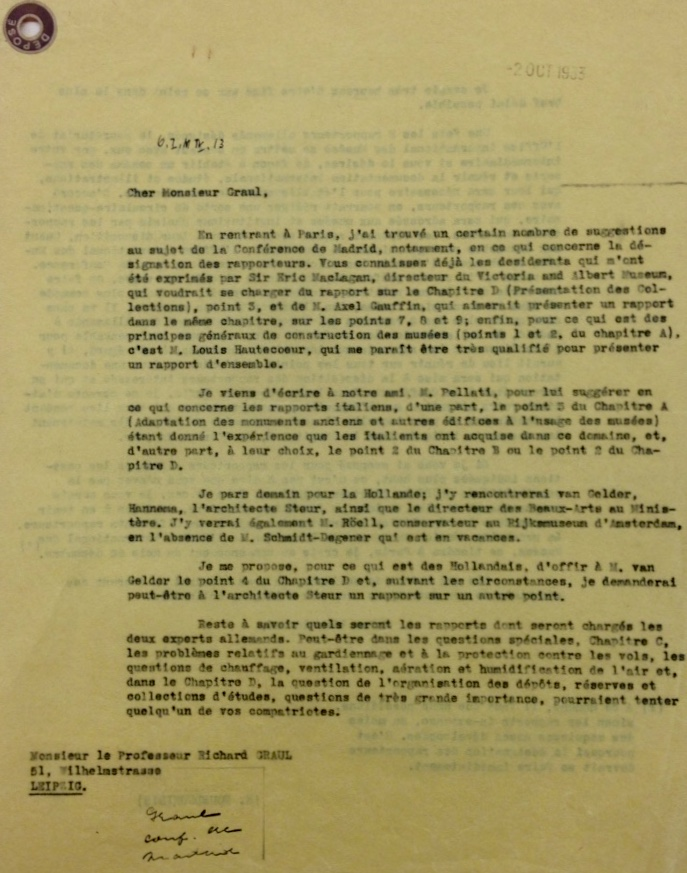 DEPOSE
-2 OUT 1933
Cher Monsieur Graul,
En rentrant à Paris, j'ai trouvé un certain nombre de suggestions
au sujet de la Conférence de Madrid, notamment, en ce qui concerne la dé-
signation des rapporteurs. Vous connaissez déjà les desiderata qui m'ont
été exprimés par Sir Eric MacLagan, directeur du Victoria and Albert Museum,
qui voudrait se charger du rapport sur le Chapitre D (Présentation des Col-
lections), point 3, et de M. Axel Gauffin, qui aimerait présenter un rapport
dans le même chapitre, sur les points 7, 8 et 9; enfin, pour ce qui est des
principes généraux de construction des musées (points 1 et 2, du chapitre A),
c'est M. Louis Hautecoeur, qui me paraît être très qualifié pour présenter
un rapport d'ensemble.
Je viens d'écrire à notre ami, M. Pellati, pour lui suggérer en
ce qui concerne les rapports italiens, d'une part, le point 3 du Chapitre A
(Adaptation des monuments anciens et autres édifices à l'usage des musées)
étant donné l'expérience que les Italients ont acquise dans ce domaine, et,
d'autre part, à leur choix, le point 2 du Chapitre B ou le point 2 du Cha-
pitre D.
Je pars demain pour la Hollande; j'y rencontrerai van Gelder,
Hannema, l'architecte Steur, ainsi que le directeur des Beaux-Arts au Minis-
tère. J'y verrai également M. Röell, conservateur au Rijksmuseum d'Amsterdam,
en l'absence de M. Schmidt-Degener qui est en vacances.
Je me propose, pour ce qui est des Hollandais, d'offrir à M. van
Gelder le point 4 du Chapitre D et, suivant les circonstances, je demanderai
peut-être à l'architecte Steur un rapport sur un autre point.
Reste à savoir quels seront les rapports dont seront chargés les
deux experts allemands. Peut-être dans les questions spéciales, Chapitre C,
les problèmes relatifs au gardiennage et à la protection contre les vols, les
questions de chauffage, ventilation, aération et humidification de l'air et,
dans le Chapitre D, la question de l'organisation des dépôts, réserves et
collections d'études, questions de très grande importance, pourraient tenter
quelqu'un de vos compatriotes.
Monsieur le Professeur Richard GRAUL
51, Wilhelmstrasse
LEIPZIG.
Graul
conf. de
Madrid